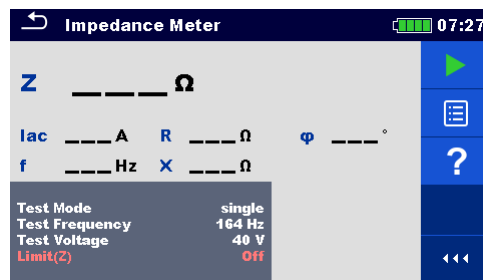 Impedance Meter 07:27
Z ___ Ω
Iac ___A R ___Ω φ ___°
f ___Hz X ___Ω
?
Test Mode single
Test Frequency 164 Hz
Test Voltage 40 V
Limit(Z) Off